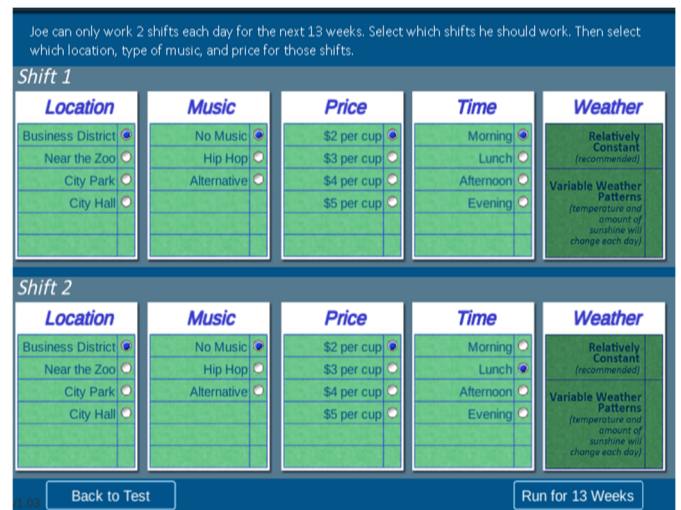 Joe can only work 2 shifts each day for the next 13 weeks. Select which shifts he should work. Then select
which location, type of music, and price for those shifts.
Shift 1
Location
Business District
Near the Zoo
City Park
City Hall
Music
No Music
Hip Hop
Alternative
Price
$2 per cup
$3 per cup
$4 per cup
$5 per cup
Time
Morning
Lunch
Afternoon
Evening
Weather
Relatively
Constant
(recommended)
Variable Weather
Patterns
(temperature and
amount of
sunshine will
change each day)
Shift 2
Location
Business District
Near the Zoo
City Park
City Hall
Music
No Music
Hip Hop
Alternative
Price
$2 per cup
$3 per cup
$4 per cup
$5 per cup
Time
Morning
Lunch
Afternoon
Evening
Weather
Relatively
Constant
(recommended)
Variable Weather
Patterns
(temperature and
amount of
sunshine will
change each day)
Back to Test
Run for 13 Weeks